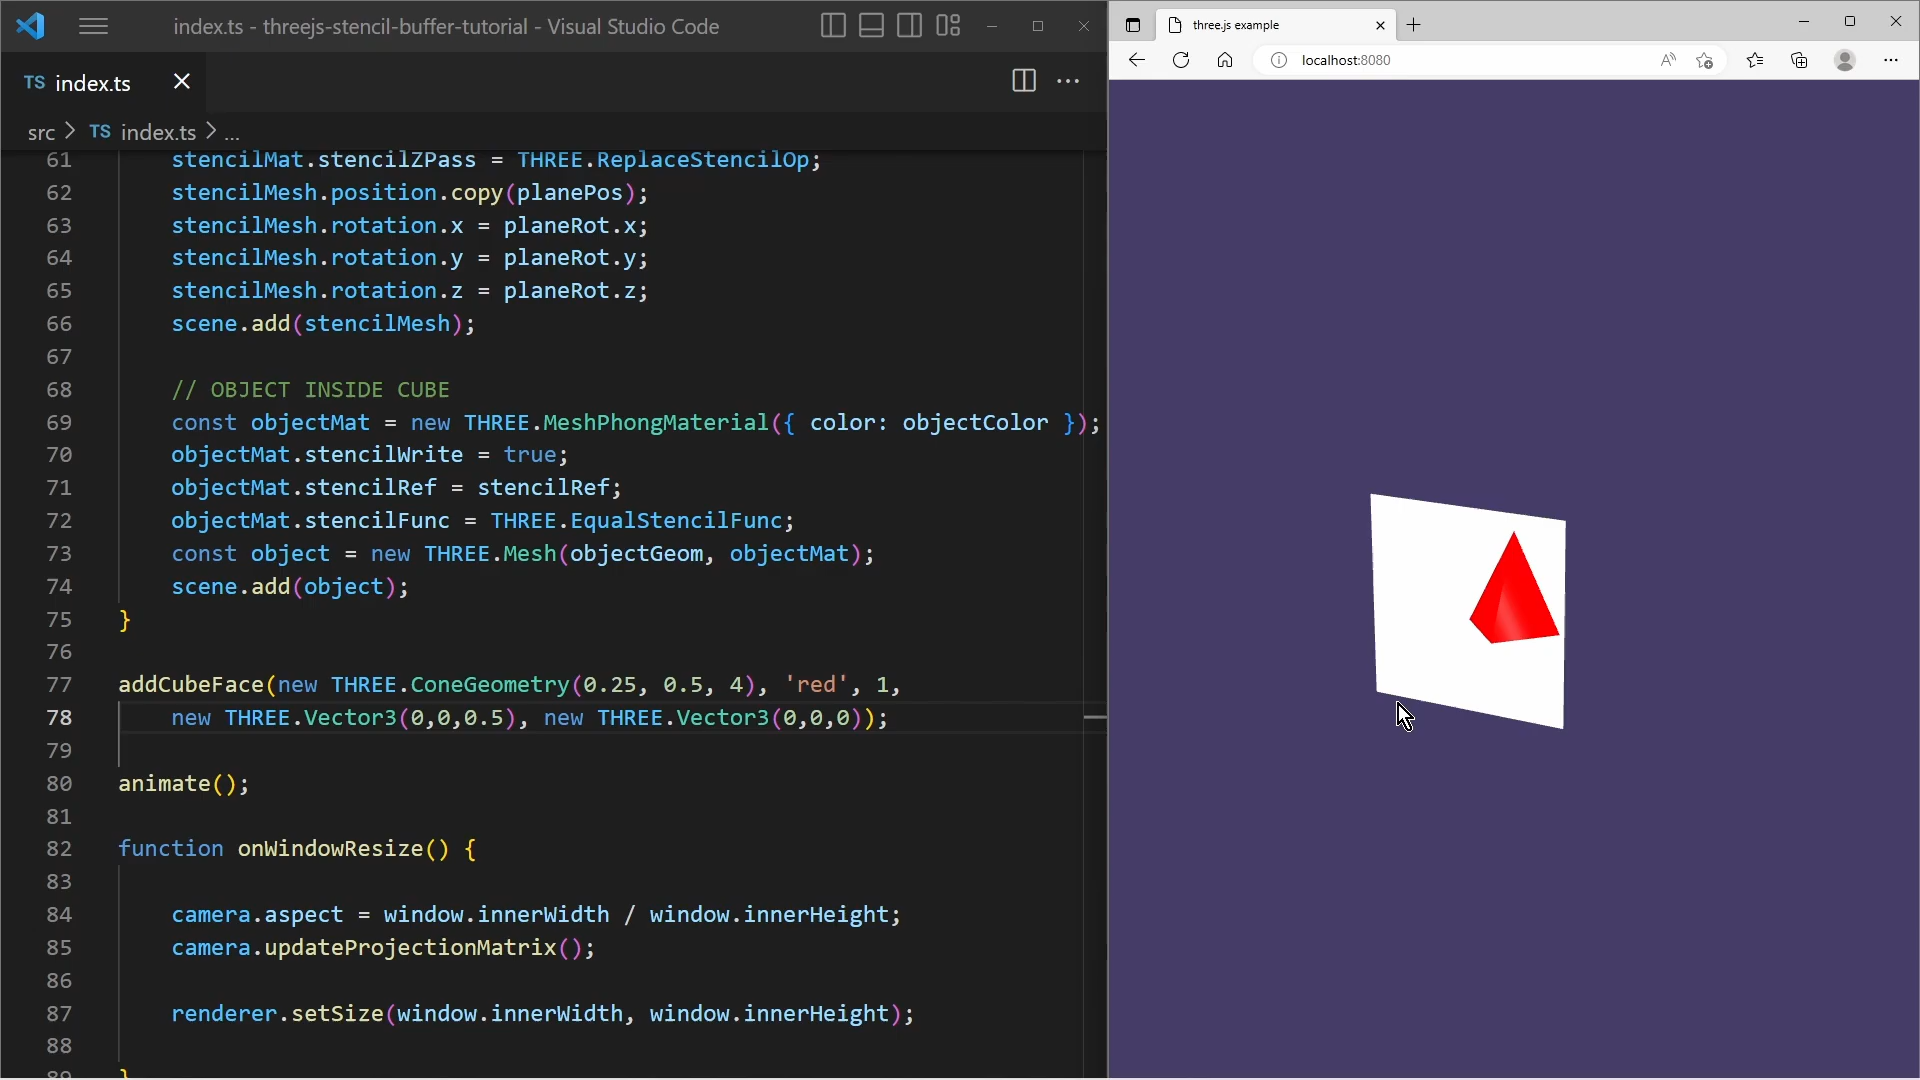 index.ts - threejs-stencil-buffer-tutorial - Visual Studio Code
TS index.ts
src > TS index.ts > ...
61 stencilMat.stencilZPass = THREE.ReplaceStencilOp;
62 stencilMesh.position.copy(planePos);
63 stencilMesh.rotation.x = planeRot.x;
64 stencilMesh.rotation.y = planeRot.y;
65 stencilMesh.rotation.z = planeRot.z;
66 scene.add(stencilMesh);
67
68 // OBJECT INSIDE CUBE
69 const objectMat = new THREE.MeshPhongMaterial({ color: objectColor });
70 objectMat.stencilWrite = true;
71 objectMat.stencilRef = stencilRef;
72 objectMat.stencilFunc = THREE.EqualStencilFunc;
73 const object = new THREE.Mesh(objectGeom, objectMat);
74 scene.add(object);
75 }
76
77 addCubeFace(new THREE.ConeGeometry(0.25, 0.5, 4), 'red', 1,
78 new THREE.Vector3(0,0,0.5), new THREE.Vector3(0,0,0));
79
80 animate();
81
82 function onWindowResize() {
83
84 camera.aspect = window.innerWidth / window.innerHeight;
85 camera.updateProjectionMatrix();
86
87 renderer.setSize(window.innerWidth, window.innerHeight);
88
89 }
three.js example
localhost:8080